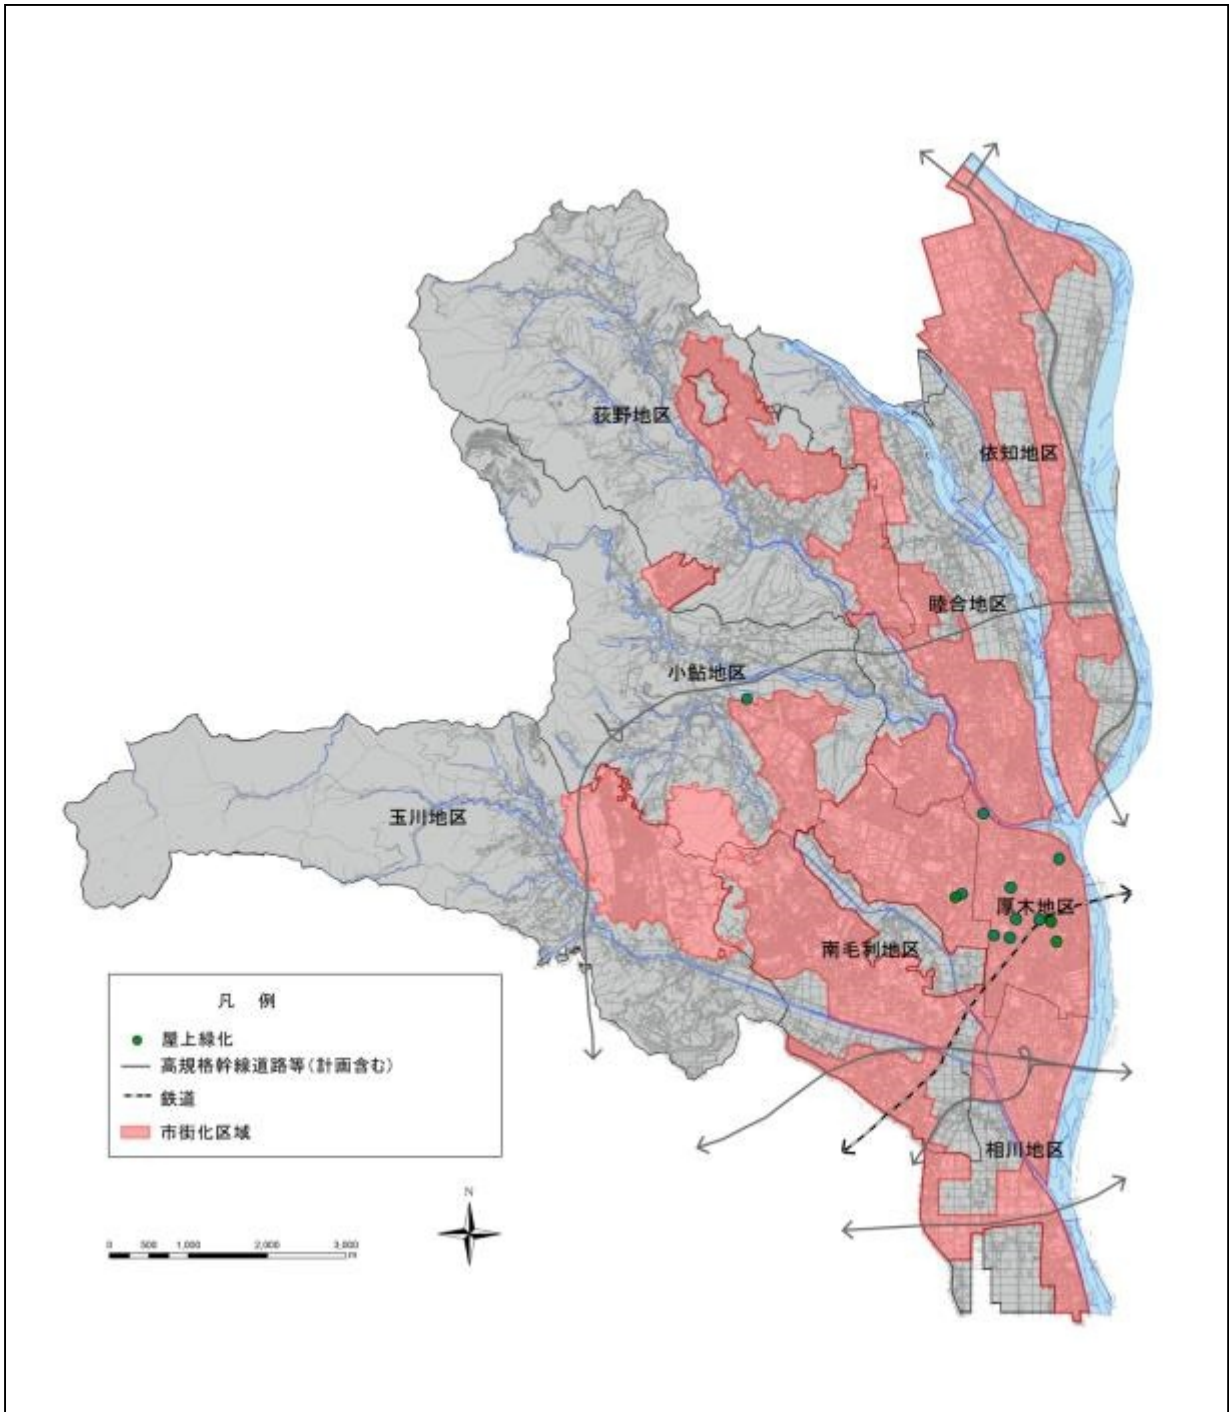 荻野地区
依知地区
睦合地区
小鮎地区
玉川地区
厚木地区
南毛利地区
凡 例
屋上緑化
高規格幹線道路等(計画含む)
鉄道
市街化区域
相川地区
N
0 500 1,000 2,000 3,000
m